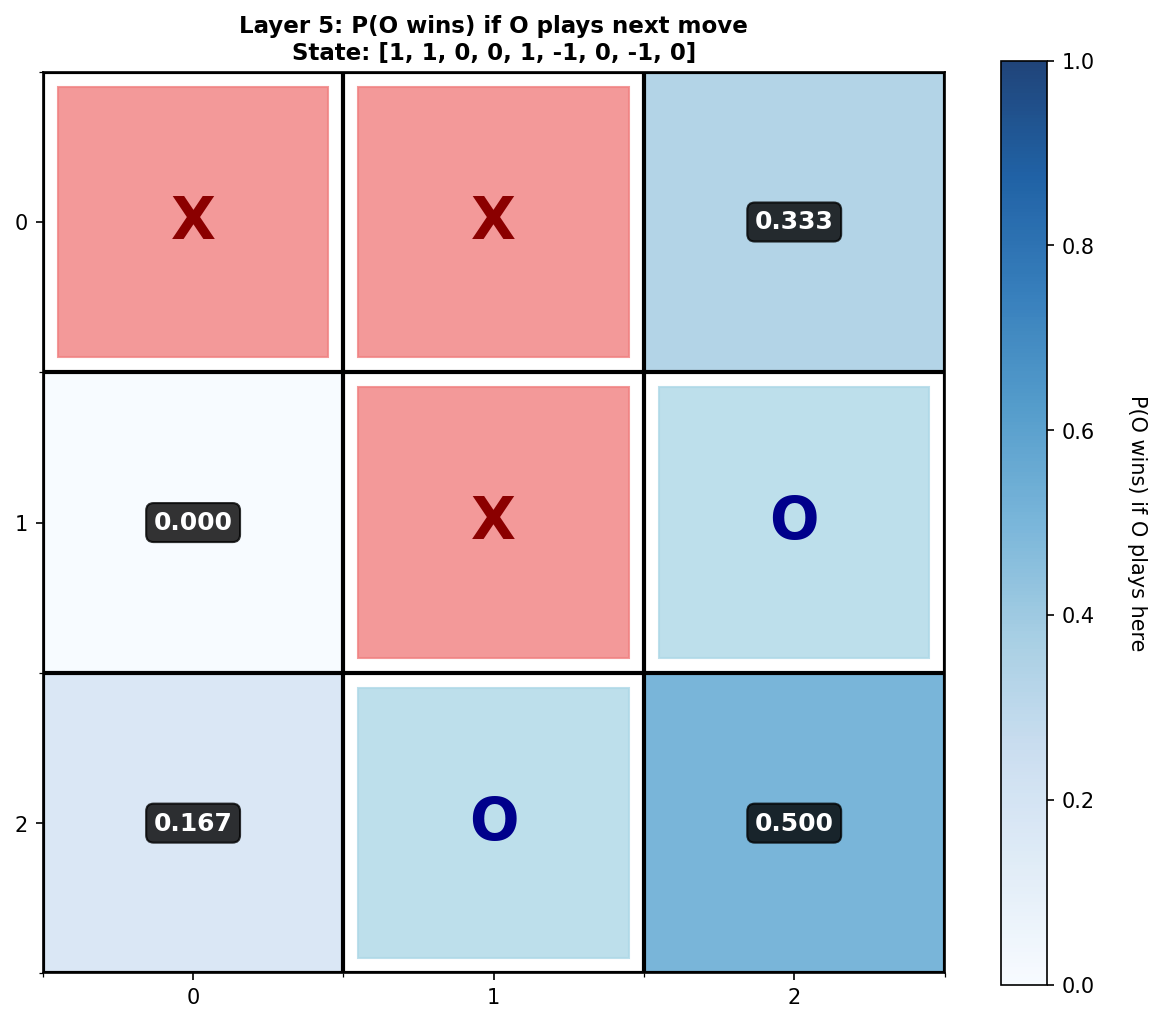 Layer 5: P(O wins) if O plays next move
State: [1, 1, 0, 0, 1, -1, 0, -1, 0]
X X 0.333
0.000 X O
0.167 O 0.500
0
1
2
0 1 2
1.0
0.8
0.6
0.4
0.2
0.0
P(O wins) if O plays here